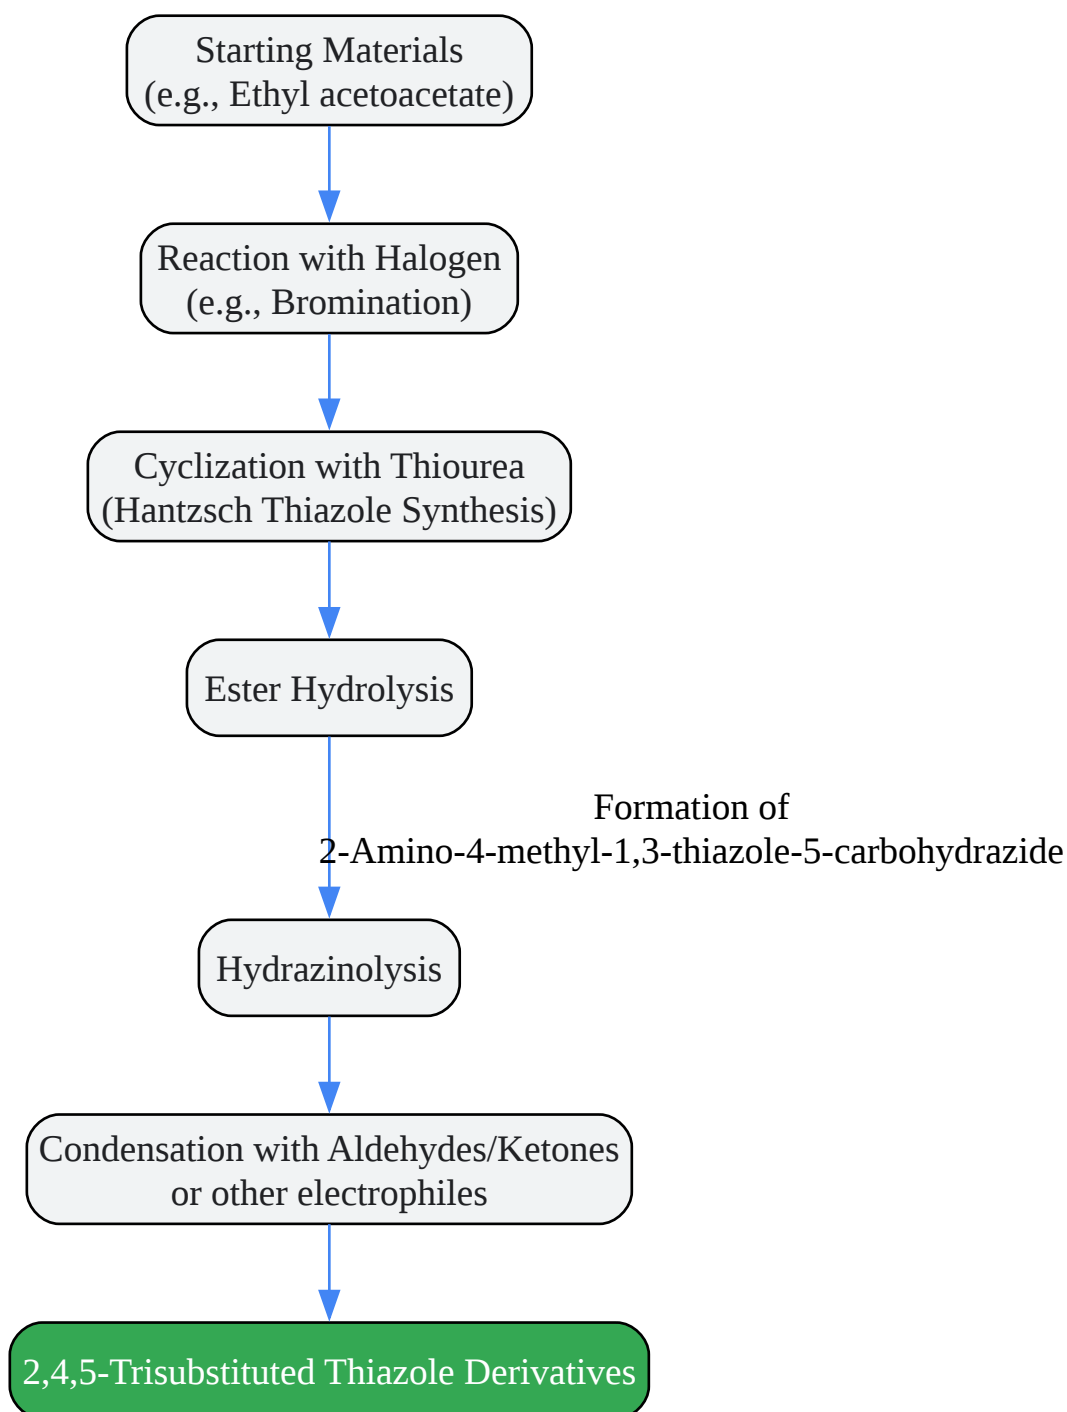 Starting Materials
(e.g., Ethyl acetoacetate)
Reaction with Halogen
(e.g., Bromination)
Cyclization with Thiourea
(Hantzsch Thiazole Synthesis)
Ester Hydrolysis
Formation of
2-Amino-4-methyl-1,3-thiazole-5-carbohydrazide
Hydrazinolysis
Condensation with Aldehydes/Ketones
or other electrophiles
2,4,5-Trisubstituted Thiazole Derivatives